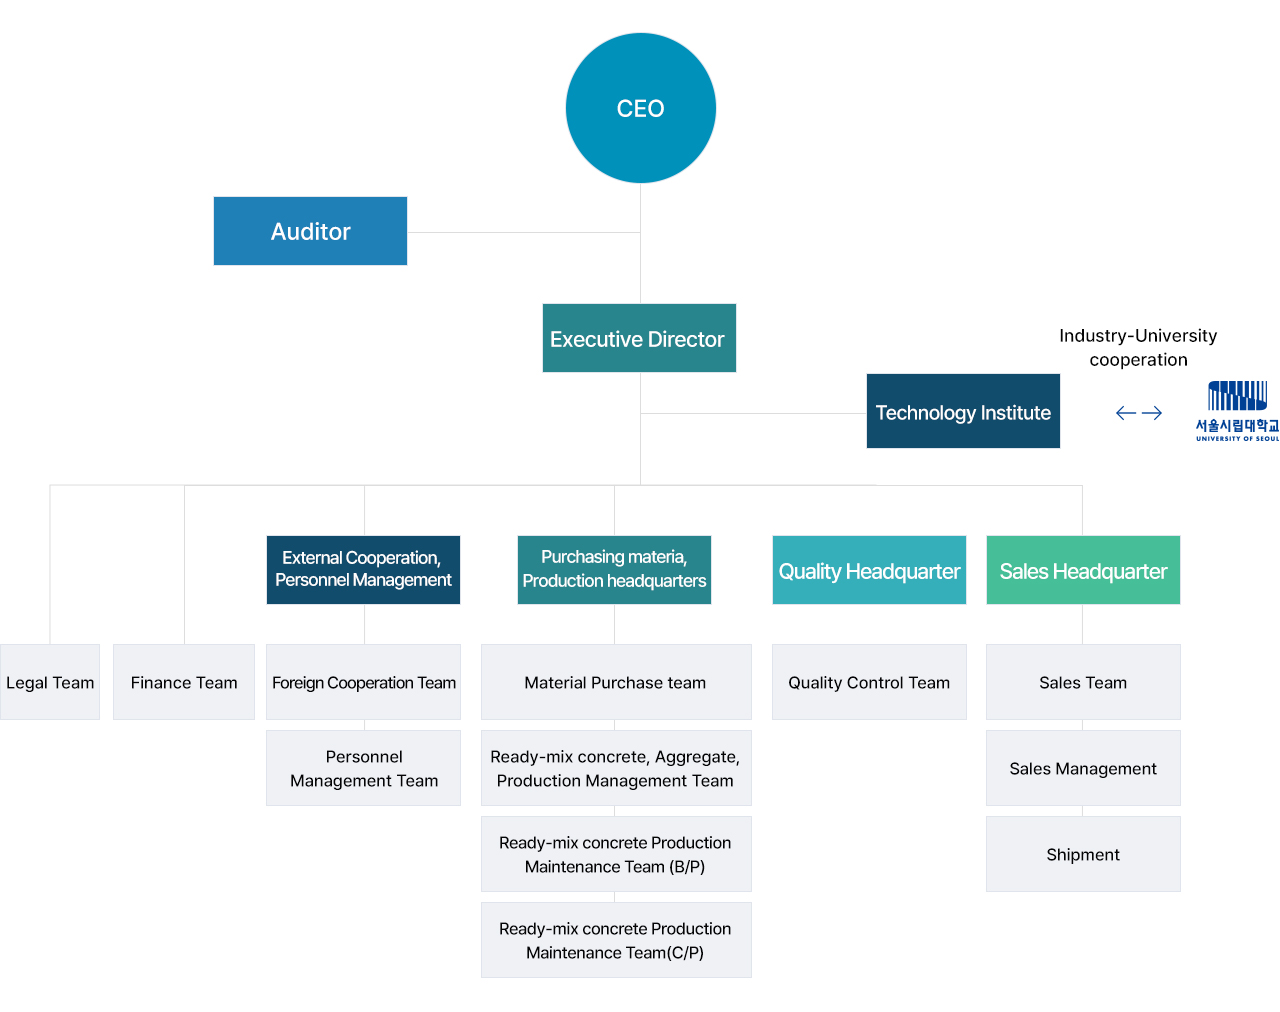 CEO
Auditor
Executive Director
Industry-University
cooperation
Technology Institute
서울시립대학교
UNIVERSITY OF SEOUL
External Cooperation,
Personnel Management
Purchasing materia,
Production headquarters
Quality Headquarter
Sales Headquarter
Legal Team
Finance Team
Foreign Cooperation Team
Material Purchase team
Quality Control Team
Sales Team
Personnel
Management Team
Ready-mix concrete, Aggregate,
Production Management Team
Sales Management
Ready-mix concrete Production
Maintenance Team (B/P)
Shipment
Ready-mix concrete Production
Maintenance Team(C/P)